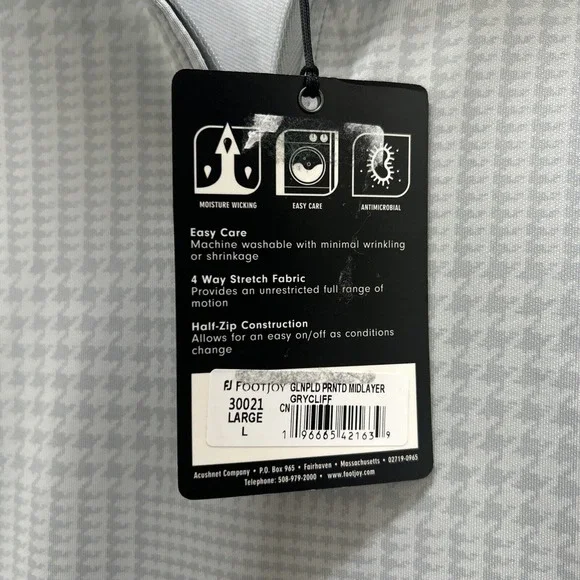 MOISTURE WICKING EASY CARE ANTIMICROBIAL
Easy Care
Machine washable with minimal wrinkling
or shrinkage
4 Way Stretch Fabric
Provides an unrestricted full range of
motion
Half-Zip Construction
Allows for an easy on/off as conditions
change
FJ FOOTJOY GLNPLD PRNTD MIDLAYER
30021 GRYCLIFF
LARGE CN
L 1 96665 42163 9
Acushnet Company • P.O. Box 965 • Fairhaven • Massachusetts • 02719-0965
Telephone: 508-979-2000 • www.footjoy.com